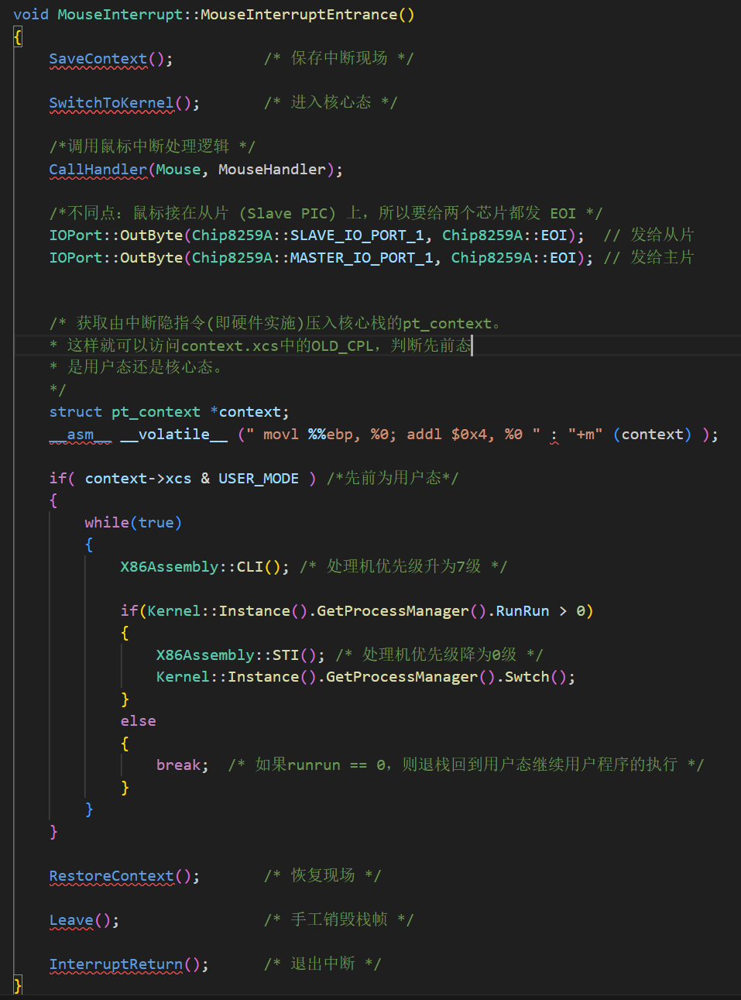 void MouseInterrupt::MouseInterruptEntrance()
{
    SaveContext();          /* 保存中断现场 */
    SwitchToKernel();       /* 进入核心态 */
    /*调用鼠标中断处理逻辑 */
    CallHandler(Mouse, MouseHandler);
    /*不同点：鼠标接在从片 (Slave PIC) 上，所以要给两个芯片都发 EOI */
    IOPort::OutByte(Chip8259A::SLAVE_IO_PORT_1, Chip8259A::EOI);  // 发给从片
    IOPort::OutByte(Chip8259A::MASTER_IO_PORT_1, Chip8259A::EOI); // 发给主片
    /* 获取由中断隐指令(即硬件实施)压入核心栈的pt_context。
    * 这样就可以访问context.xcs中的OLD_CPL，判断先前态
    * 是用户态还是核心态。
    */
    struct pt_context *context;
    __asm__ __volatile__ (" movl %%ebp, %0; addl $0x4, %0 " : "+m" (context) );
    if( context->xcs & USER_MODE ) /*先前为用户态*/
    {
        while(true)
        {
            X86Assembly::CLI(); /* 处理机优先级升为7级 */
            if(Kernel::Instance().GetProcessManager().RunRun > 0)
            {
                X86Assembly::STI(); /* 处理机优先级降为0级 */
                Kernel::Instance().GetProcessManager().Swtch();
            }
            else
            {
                break;  /* 如果runrun == 0，则退栈回到用户态继续用户程序的执行 */
            }
        }
    }
    RestoreContext();       /* 恢复现场 */
    Leave();                /* 手工销毁栈帧 */
    InterruptReturn();      /* 退出中断 */
}